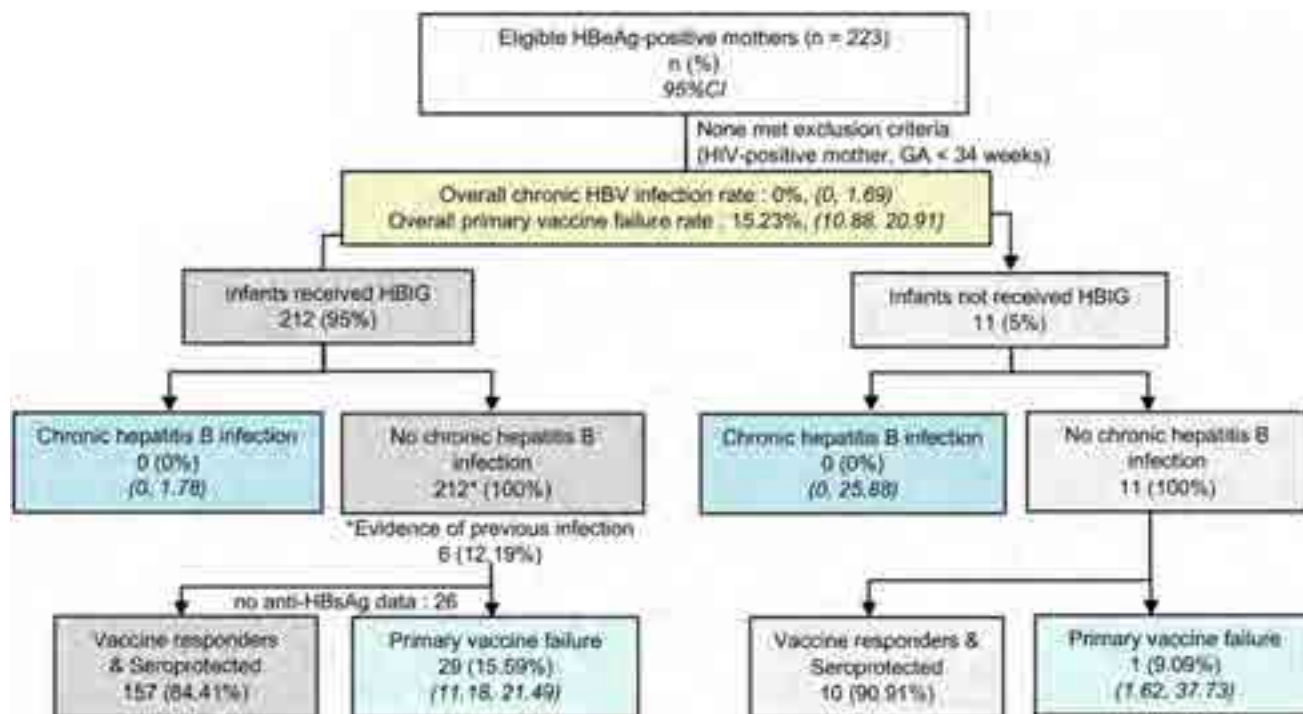 Eligible HBeAg-positive mothers (n = 223)
n (%)
95%CI
None met exclusion criteria
(HIV-positive mother, GA < 34 weeks)
Overall chronic HBV infection rate : 0%, (0, 1.69)
Overall primary vaccine failure rate : 15.23%, (10.88, 20.91)
Infants received HBIG
212 (95%)
Infants not received HBIG
11 (5%)
Chronic hepatitis B infection
0 (0%)
(0, 1.78)
No chronic hepatitis B
infection
212* (100%)
Chronic hepatitis B infection
0 (0%)
(0, 25.88)
No chronic hepatitis B
infection
11 (100%)
*Evidence of previous infection
6 (12.19%)
no anti-HBsAg data : 26
Vaccine responders
& Seroprotected
157 (84.41%)
Primary vaccine failure
29 (15.59%)
(11.18, 21.49)
Vaccine responders &
Seroprotected
10 (90.91%)
Primary vaccine failure
1 (9.09%)
(1.62, 37.73)